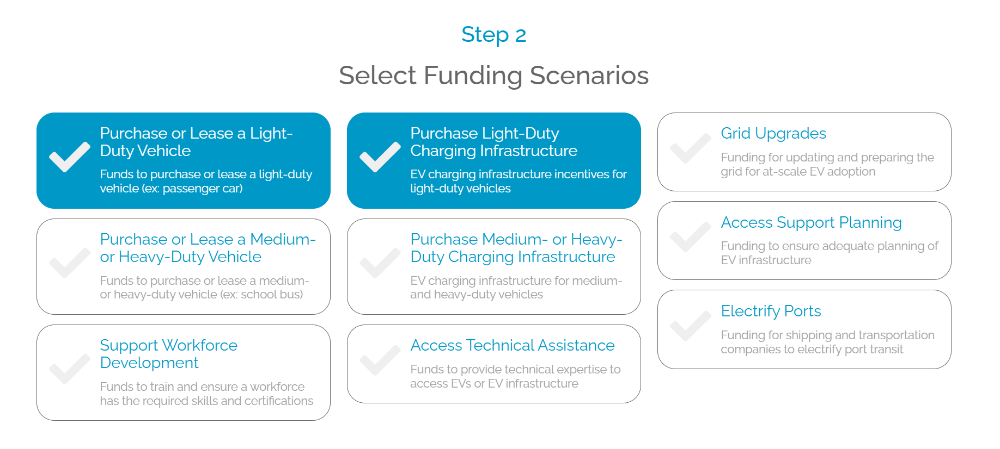 Step 2
Select Funding Scenarios
Purchase or Lease a Light-
Duty Vehicle
Funds to purchase or lease a light-duty
vehicle (ex: passenger car)
Purchase Light-Duty
Charging Infrastructure
EV charging infrastructure incentives for
light-duty vehicles
Grid Upgrades
Funding for updating and preparing the
grid for at-scale EV adoption
Purchase or Lease a Medium-
or Heavy-Duty Vehicle
Funds to purchase or lease a medium-
or heavy-duty vehicle (ex: school bus)
Purchase Medium- or Heavy-
Duty Charging Infrastructure
EV charging infrastructure for medium-
and heavy-duty vehicles
Access Support Planning
Funding to ensure adequate planning of
EV infrastructure
Support Workforce
Development
Funds to train and ensure a workforce
has the required skills and certifications
Access Technical Assistance
Funds to provide technical expertise to
access EVs or EV infrastructure
Electrify Ports
Funding for shipping and transportation
companies to electrify port transit